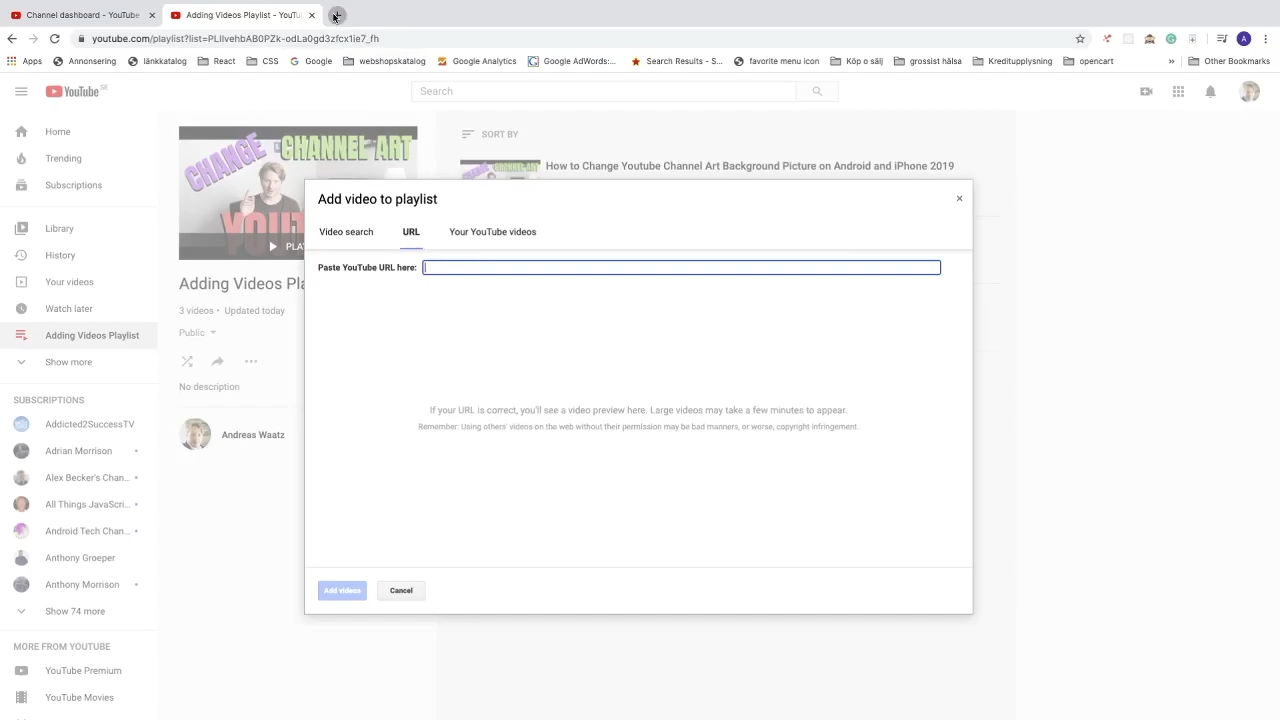 Channel dashboard - YouTube
Adding Videos Playlist - YouTu
youtube.com/playlist?list=PLIlvehbAB0PZk-odLa0gd3zfcx1ie7_fh
A
Apps
Annonsering
länkkatalog
React
CSS
Google
webshopskatalog
Google Analytics
Google AdWords:...
Search Results - S...
favorite menu icon
Köp o sälj
grossist hälsa
Kreditupplysning
opencart
»
Other Bookmarks
YouTube SE
Search
Home
Trending
Subscriptions
Library
History
Your videos
Watch later
Adding Videos Playlist
Show more
SUBSCRIPTIONS
Addicted2SuccessTV
Adrian Morrison
Alex Becker's Chan...
All Things JavaScri...
Android Tech Chan...
Anthony Groeper
Anthony Morrison
Show 74 more
MORE FROM YOUTUBE
YouTube Premium
YouTube Movies
CHANGE CHANNEL ART
YOUT
PLA
Adding Videos Pla
3 videos • Updated today
Public
No description
Andreas Waatz
SORT BY
How to Change Youtube Channel Art Background Picture on Android and iPhone 2019
Add video to playlist
×
Video search
URL
Your YouTube videos
Paste YouTube URL here:
If your URL is correct, you'll see a video preview here. Large videos may take a few minutes to appear.
Remember: Using others' videos on the web without their permission may be bad manners, or worse, copyright infringement.
Add videos
Cancel